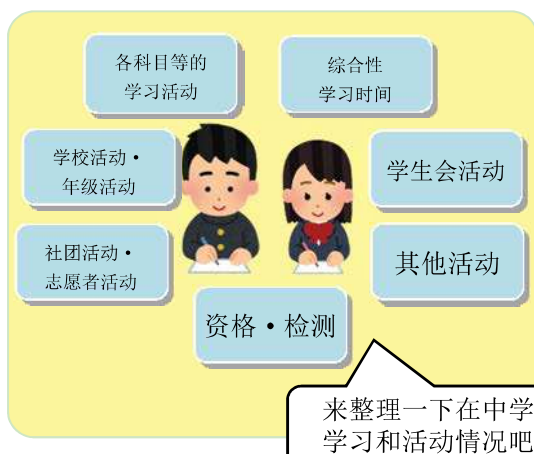 各科目等的
学习活动
综合性
学习时间
学校活动·
年级活动
学生会活动
社团活动·
志愿者活动
其他活动
资格·检测
来整理一下在中学
学习和活动情况吧